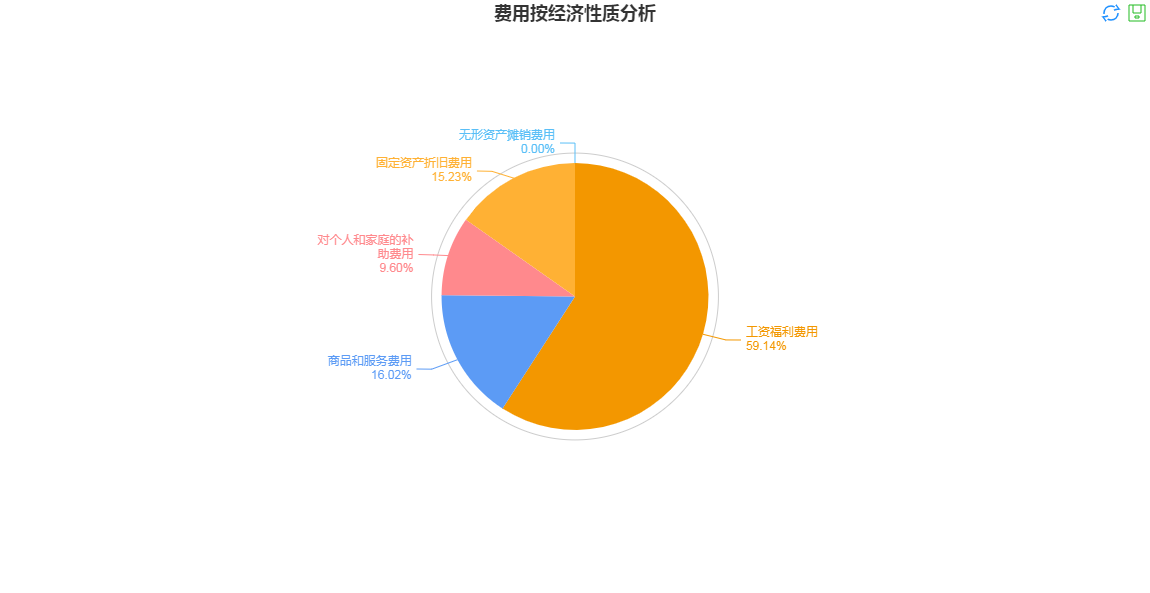 费用按经济性质分析
无形资产摊销费用
0.00%
固定资产折旧费用
15.23%
对个人和家庭的补
助费用
9.60%
工资福利费用
59.14%
商品和服务费用
16.02%